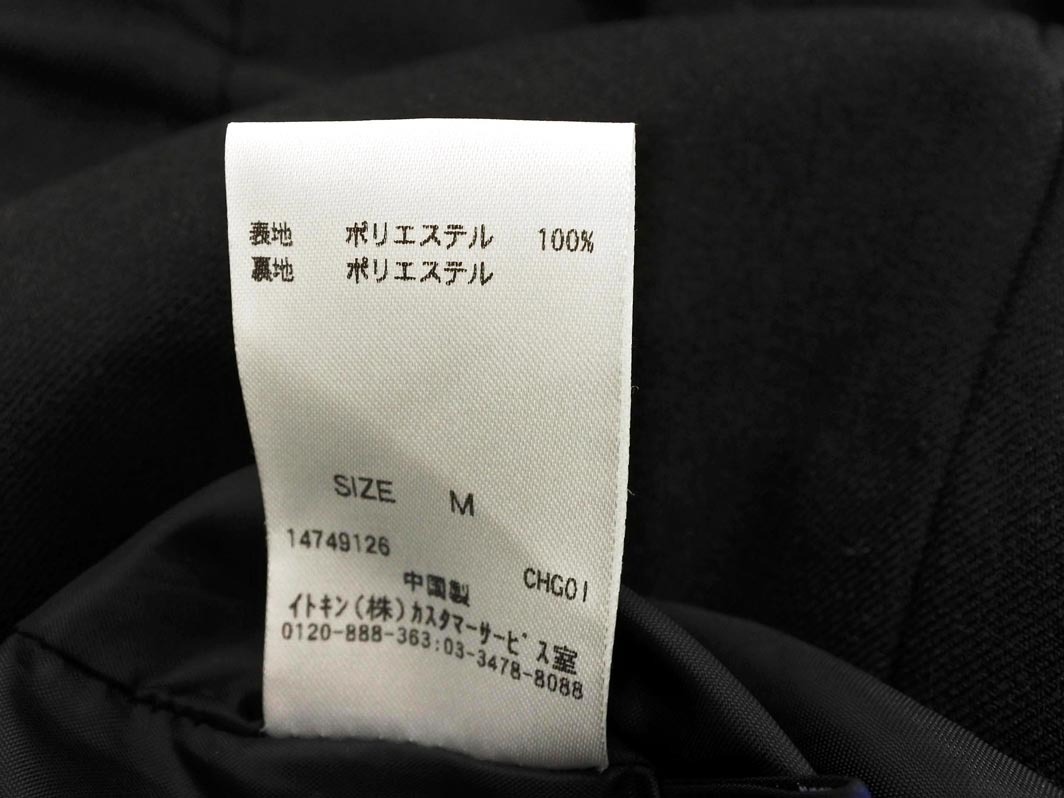 表地 ポリエステル 100%
裏地 ポリエステル
SIZE M
14749126
中国製 CHG01
イトキン(株)カスタマーサービス室
0120-888-363:03-3478-8088